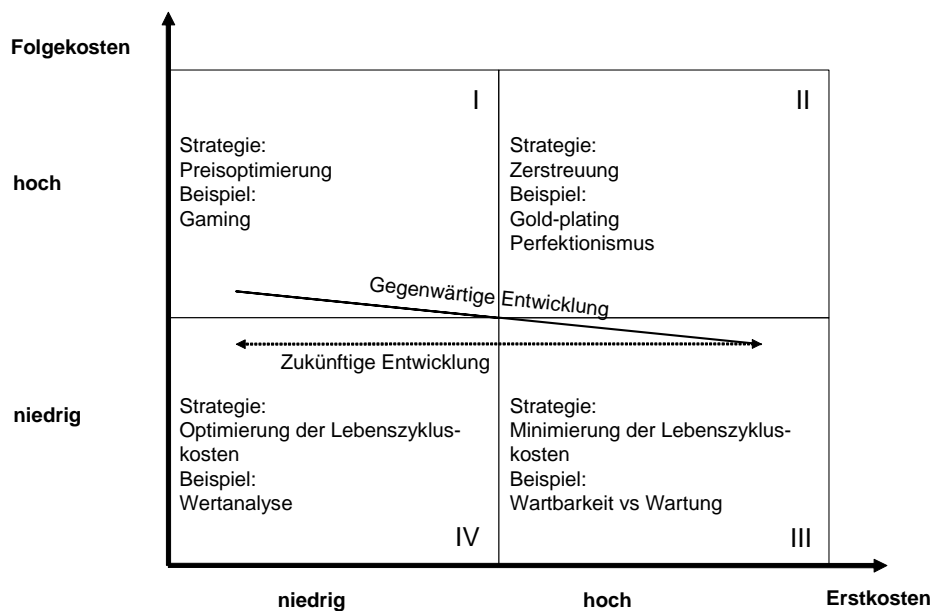 Folgekosten
I
II
Strategie:
Preisoptimierung
Beispiel:
Gaming
Strategie:
Zerstreuung
Beispiel:
Gold-plating
Perfektionismus
hoch
Gegenwärtige Entwicklung
Zukünftige Entwicklung
niedrig
Strategie:
Optimierung der Lebenszyklus-
kosten
Beispiel:
Wertanalyse
Strategie:
Minimierung der Lebenszyklus-
kosten
Beispiel:
Wartbarkeit vs Wartung
IV
III
niedrig
hoch
Erstkosten